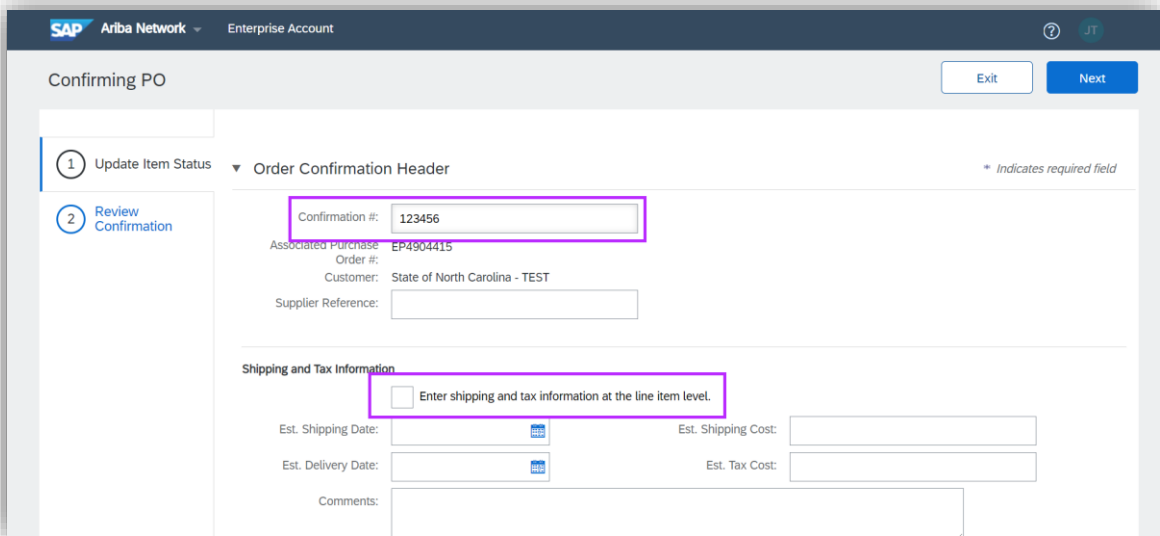 SAP Ariba Network Enterprise Account ? JT
Confirming PO Exit Next
1 Update Item Status
▼ Order Confirmation Header * Indicates required field
2 Review
Confirmation
Confirmation #: 123456
Associated Purchase EP4904415
Order #:
Customer: State of North Carolina - TEST
Supplier Reference:
Shipping and Tax Information
Enter shipping and tax information at the line item level.
Est. Shipping Date: Est. Shipping Cost:
Est. Delivery Date: Est. Tax Cost:
Comments: